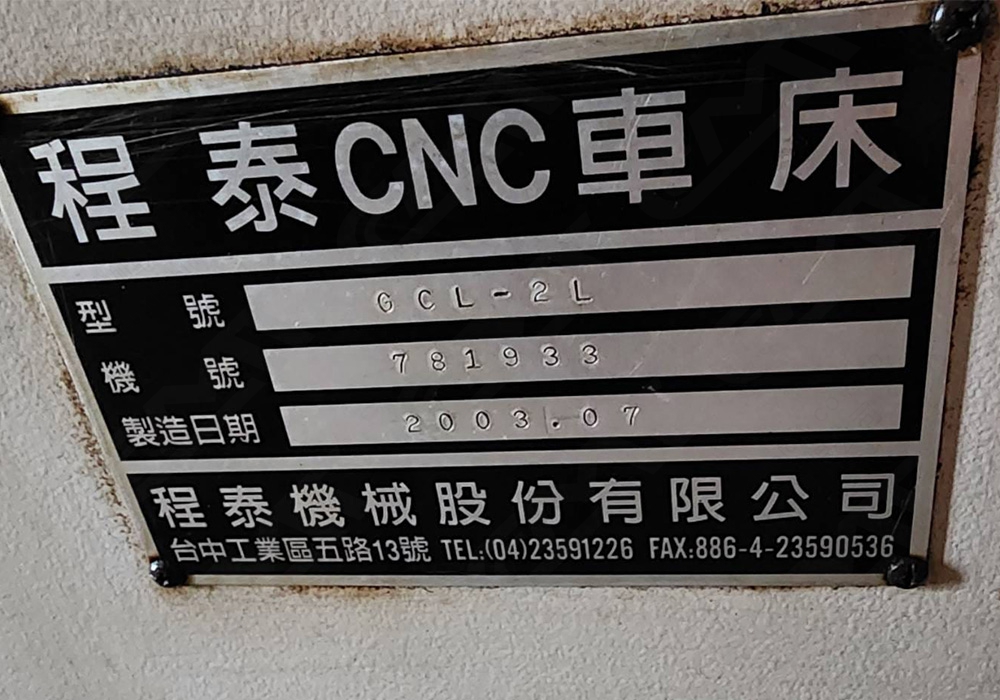 程泰CNC車床
型號 GCL-2L
機號 781933
製造日期 2003.07
程泰機械股份有限公司
台中工業區五路13號 TEL:(04)23591226 FAX:886-4-23590536